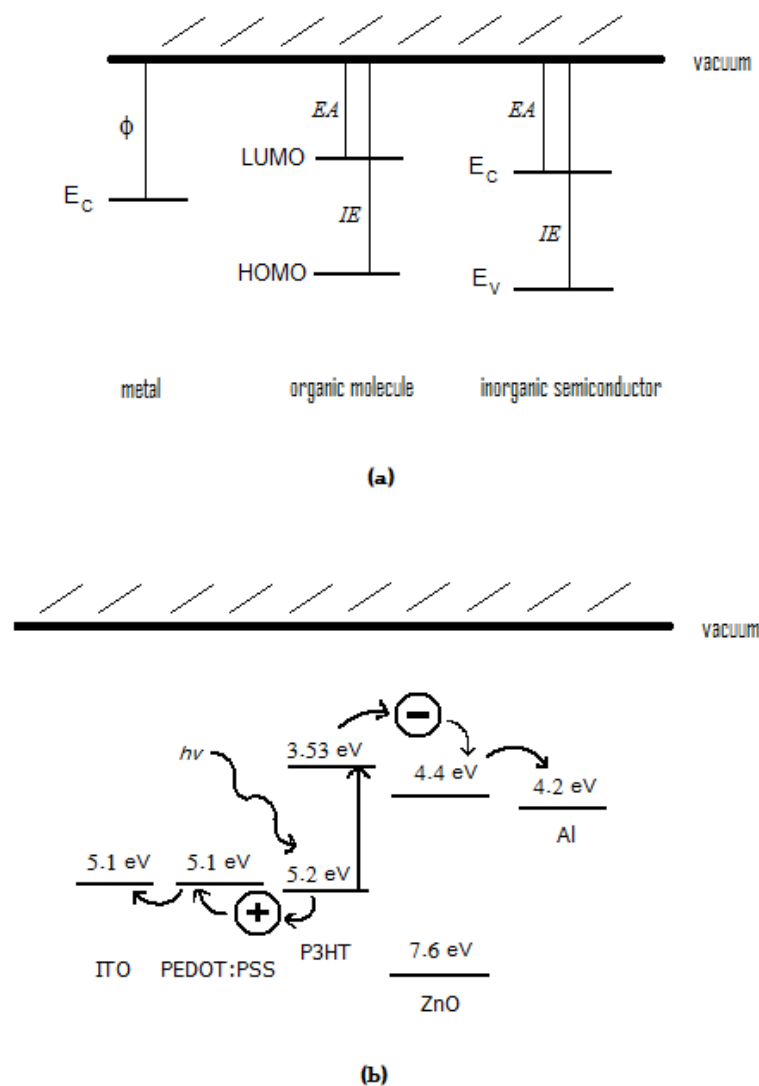 vacuum
ϕ
EA
EA
LUMO
E_C
E_C
IE
IE
HOMO
E_V
metal
organic molecule
inorganic semiconductor
(a)
vacuum
−
hν
3.53 eV
4.4 eV
4.2 eV
Al
5.1 eV
5.1 eV
5.2 eV
+
P3HT
7.6 eV
ITO
PEDOT:PSS
ZnO
(b)